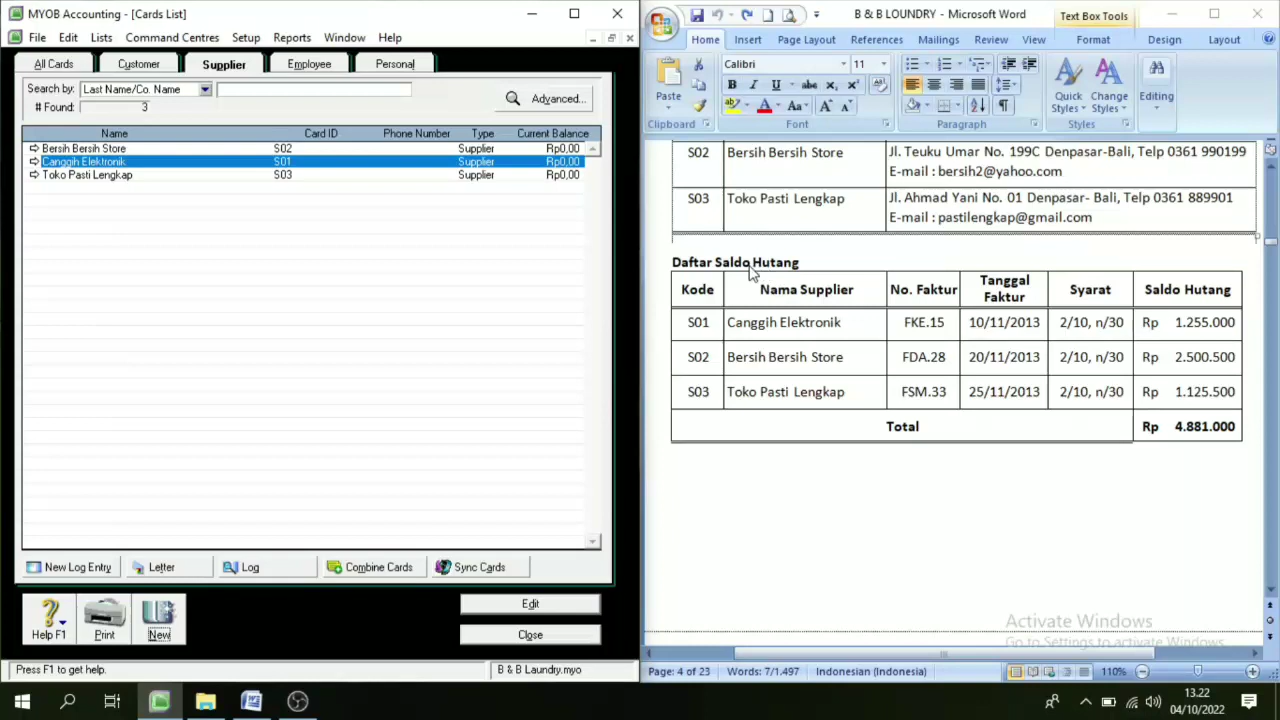 MYOB Accounting - [Cards List]
File Edit Lists Command Centres Setup Reports Window Help
All Cards Customer Supplier Employee Personal
Search by: Last Name/Co. Name
# Found: 3
Advanced...
Name Card ID Phone Number Type Current Balance
Bersih Bersih Store S02 Supplier Rp0,00
Canggih Elektronik S01 Supplier Rp0,00
Toko Pasti Lengkap S03 Supplier Rp0,00
New Log Entry Letter Log Combine Cards Sync Cards
Help F1 Print New
Edit
Close
Press F1 to get help. B & B Laundry.myo
B & B LOUNDRY - Microsoft Word Text Box Tools
Home Insert Page Layout References Mailings Review View Format Design Layout
Paste
Calibri 11
Quick Styles Change Styles Editing
Clipboard Font Paragraph Styles
S02 Bersih Bersih Store Jl. Teuku Umar No. 199C Denpasar-Bali, Telp 0361 990199
E-mail : bersih2@yahoo.com
S03 Toko Pasti Lengkap Jl. Ahmad Yani No. 01 Denpasar- Bali, Telp 0361 889901
E-mail : pastilengkap@gmail.com
Daftar Saldo Hutang
Kode Nama Supplier No. Faktur Tanggal Faktur Syarat Saldo Hutang
S01 Canggih Elektronik FKE.15 10/11/2013 2/10, n/30 Rp 1.255.000
S02 Bersih Bersih Store FDA.28 20/11/2013 2/10, n/30 Rp 2.500.500
S03 Toko Pasti Lengkap FSM.33 25/11/2013 2/10, n/30 Rp 1.125.500
Total Rp 4.881.000
Activate Windows
Go to Settings to activate Windows.
Page: 4 of 23 Words: 7/1.497 Indonesian (Indonesia) 110%
13.22
04/10/2022